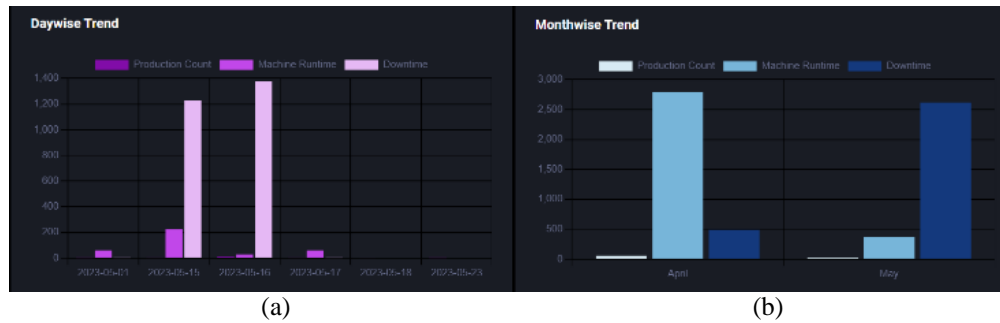 Daywise Trend
Production Count Machine Runtime Downtime
1,400
1,200
1,000
800
600
400
200
0
2023-05-01 2023-05-15 2023-05-16 2023-05-17 2023-05-18 2023-05-23
(a)
Monthwise Trend
Production Count Machine Runtime Downtime
3,000
2,500
2,000
1,500
1,000
500
0
April May
(b)